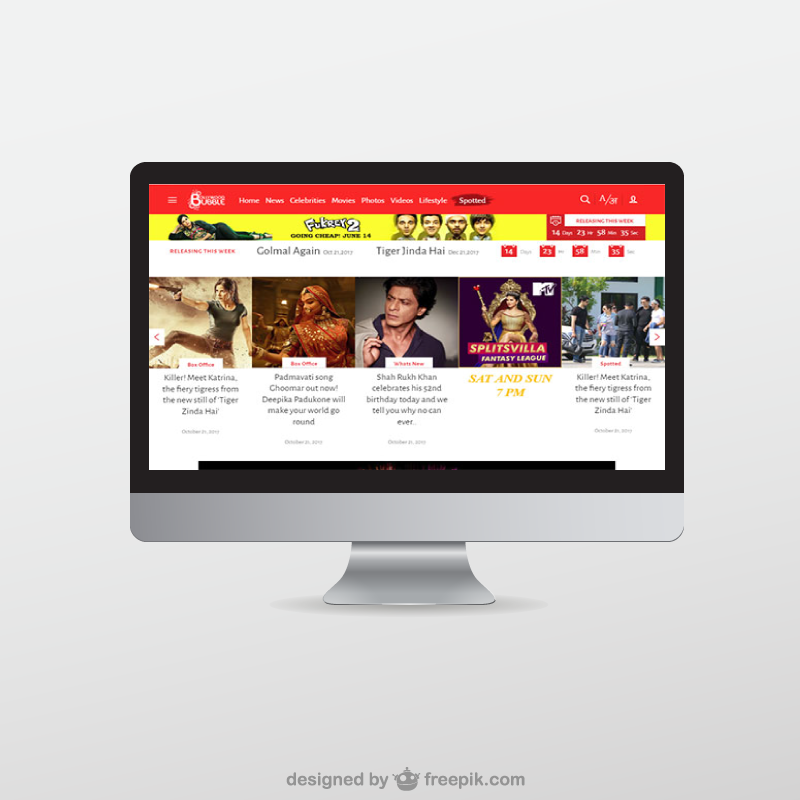 BOLLYWOOD
BUBBLE
Home News Celebrities Movies Photos Videos Lifestyle Spotted
FUKREY 2
GOING CHEAP! JUNE 14
RELEASING THIS WEEK
14 Days 23 Hr 58 Min 35 Sec
RELEASING THIS WEEK
Golmal Again Oct 21,2017
Tiger Jinda Hai Dec 21,2017
14 Days 23 Hr 58 Min 35 Sec
Box Office
Killer! Meet Katrina,
the fiery tigress from
the new still of 'Tiger
Zinda Hai'
October 21, 2017
Box Office
Padmavati song
Ghoomar out now!
Deepika Padukone will
make your world go
round
October 21, 2017
Whats New
Shah Rukh Khan
celebrates his 52nd
birthday today and we
tell you why no can
ever..
October 21, 2017
MTV
SPLITSVILLA
FANTASY LEAGUE
SAT AND SUN
7 PM
Spotted
Killer! Meet Katrina,
the fiery tigress from
the new still of 'Tiger
Zinda Hai'
October 21, 2017
designed by freepik.com